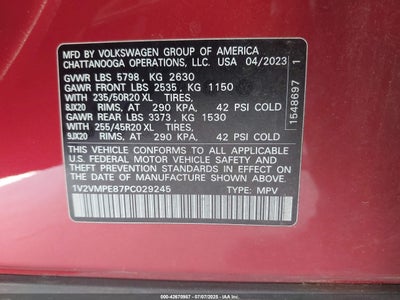 MFD. BY VOLKSWAGEN GROUP OF AMERICA
CHATTANOOGA OPERATIONS, LLC. USA 04/2023
GVWR LBS 5798, KG 2630
GAWR FRONT LBS 2535, KG 1150
WITH 235/50R20 XL TIRES,
8JX20 RIMS, AT 290 KPA, 42 PSI COLD
GAWR REAR LBS 3373, KG 1530
WITH 255/45R20 XL TIRES,
9JX20 RIMS, AT 290 KPA, 42 PSI COLD
THIS VEHICLE CONFORMS TO ALL APPLICABLE
U.S. FEDERAL MOTOR VEHICLE SAFETY AND
THEFT PREVENTION STANDARDS IN EFFECT ON
THE DATE OF MANUFACTURE SHOWN ABOVE.
1V2VMPE87PC029245 TYPE: MPV
1548697 1
000-42670967 07/07/2025 IAA Inc.